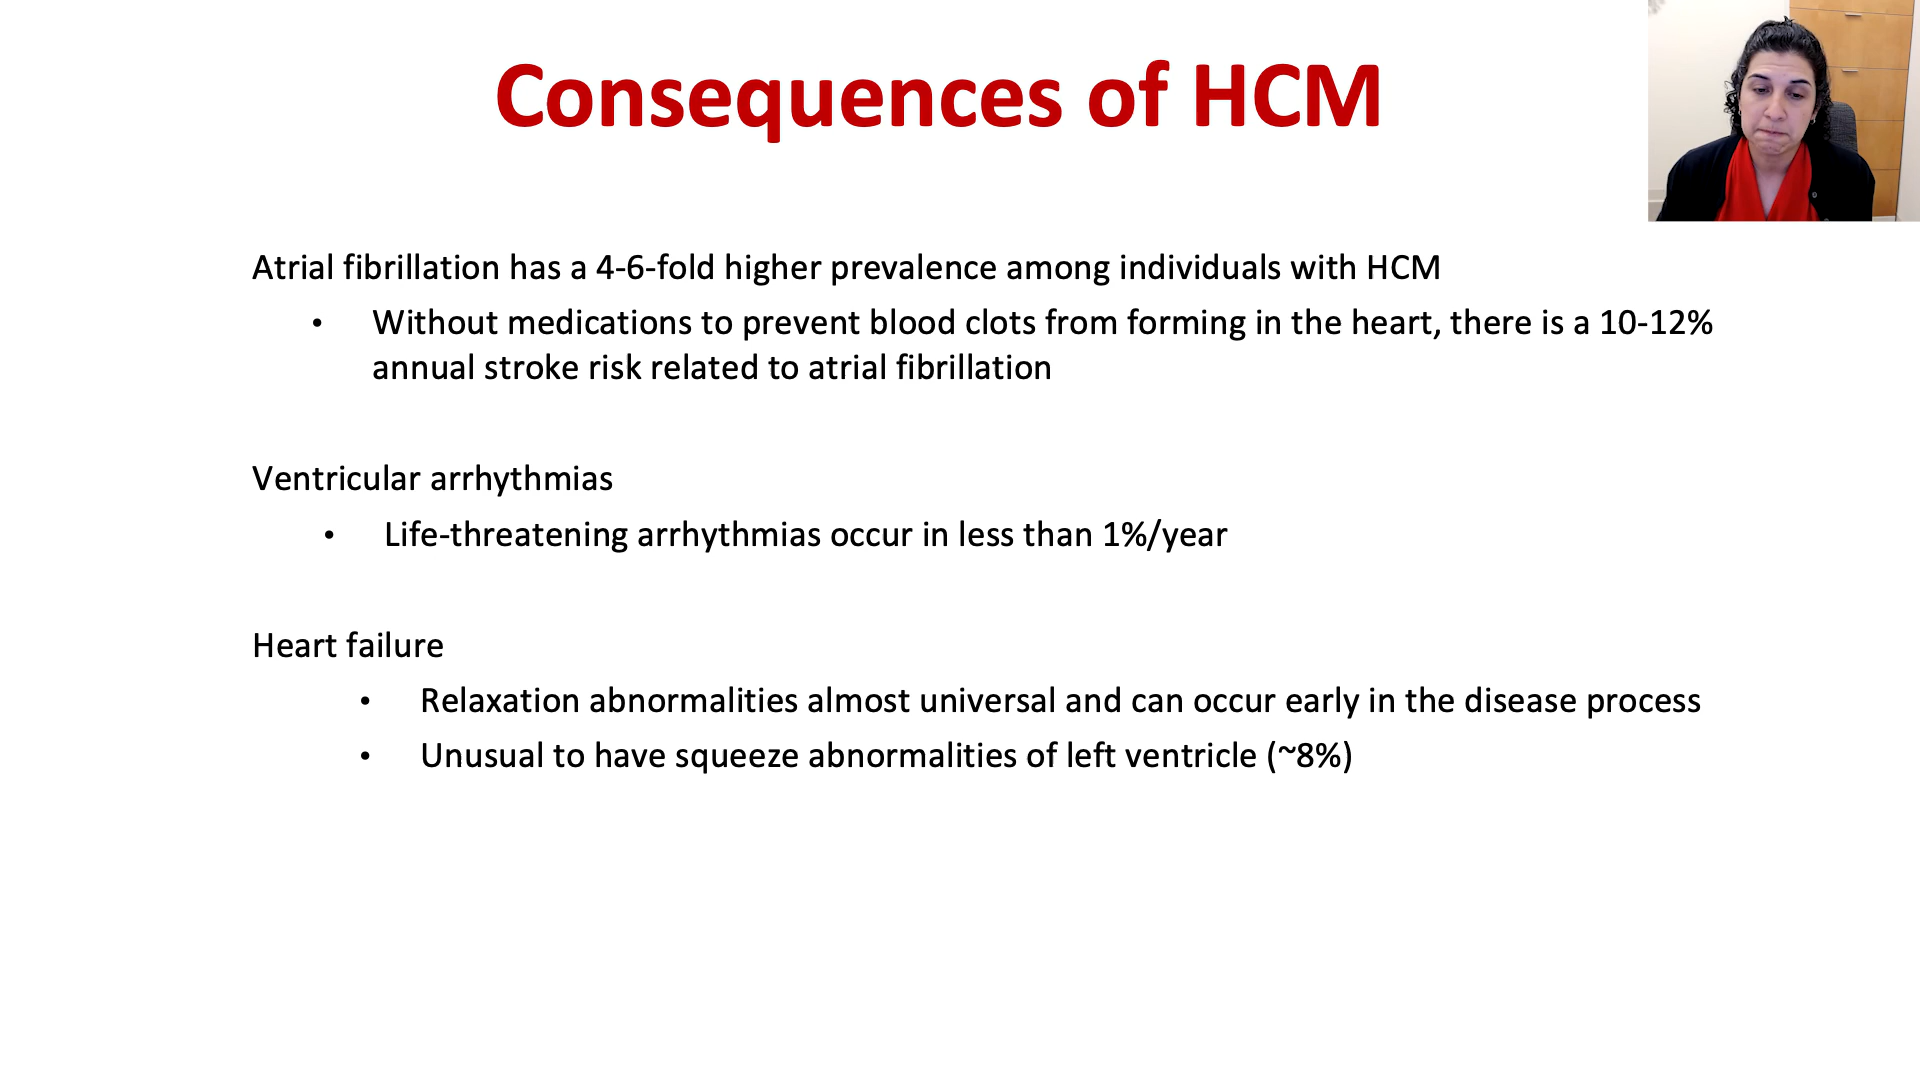 Consequences of HCM
Atrial fibrillation has a 4-6-fold higher prevalence among individuals with HCM
• Without medications to prevent blood clots from forming in the heart, there is a 10-12%
annual stroke risk related to atrial fibrillation
Ventricular arrhythmias
• Life-threatening arrhythmias occur in less than 1%/year
Heart failure
• Relaxation abnormalities almost universal and can occur early in the disease process
• Unusual to have squeeze abnormalities of left ventricle (~8%)